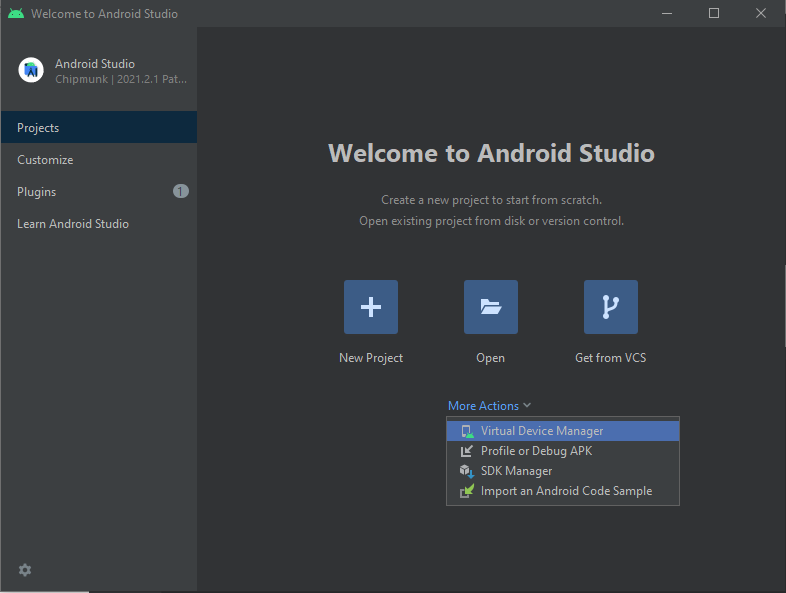 Welcome to Android Studio
Android Studio
Chipmunk | 2021.2.1 Pat...
Projects
Customize
Plugins
1
Learn Android Studio
Welcome to Android Studio
Create a new project to start from scratch.
Open existing project from disk or version control.
New Project
Open
Get from VCS
More Actions
Virtual Device Manager
Profile or Debug APK
SDK Manager
Import an Android Code Sample